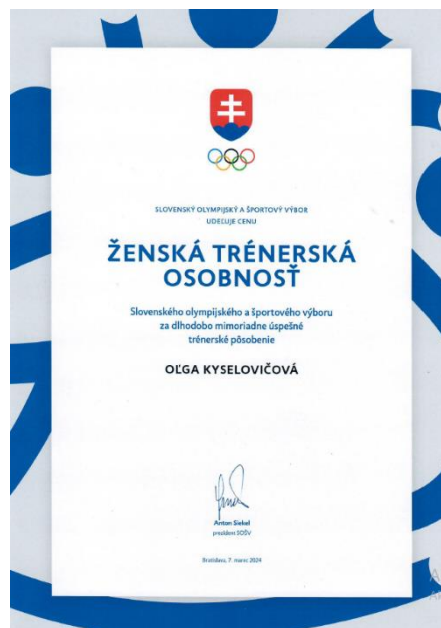 SLOVENSKÝ OLYMPIJSKÝ A ŠPORTOVÝ VÝBOR
UDEĽUJE CENU
ŽENSKÁ TRÉNERSKÁ
OSOBNOSŤ
Slovenského olympijského a športového výboru
za dlhodobo mimoriadne úspešné
trénerské pôsobenie
OĽGA KYSELOVIČOVÁ
Anton Siekel
prezident SOŠV
Bratislava, 7. marec 2024